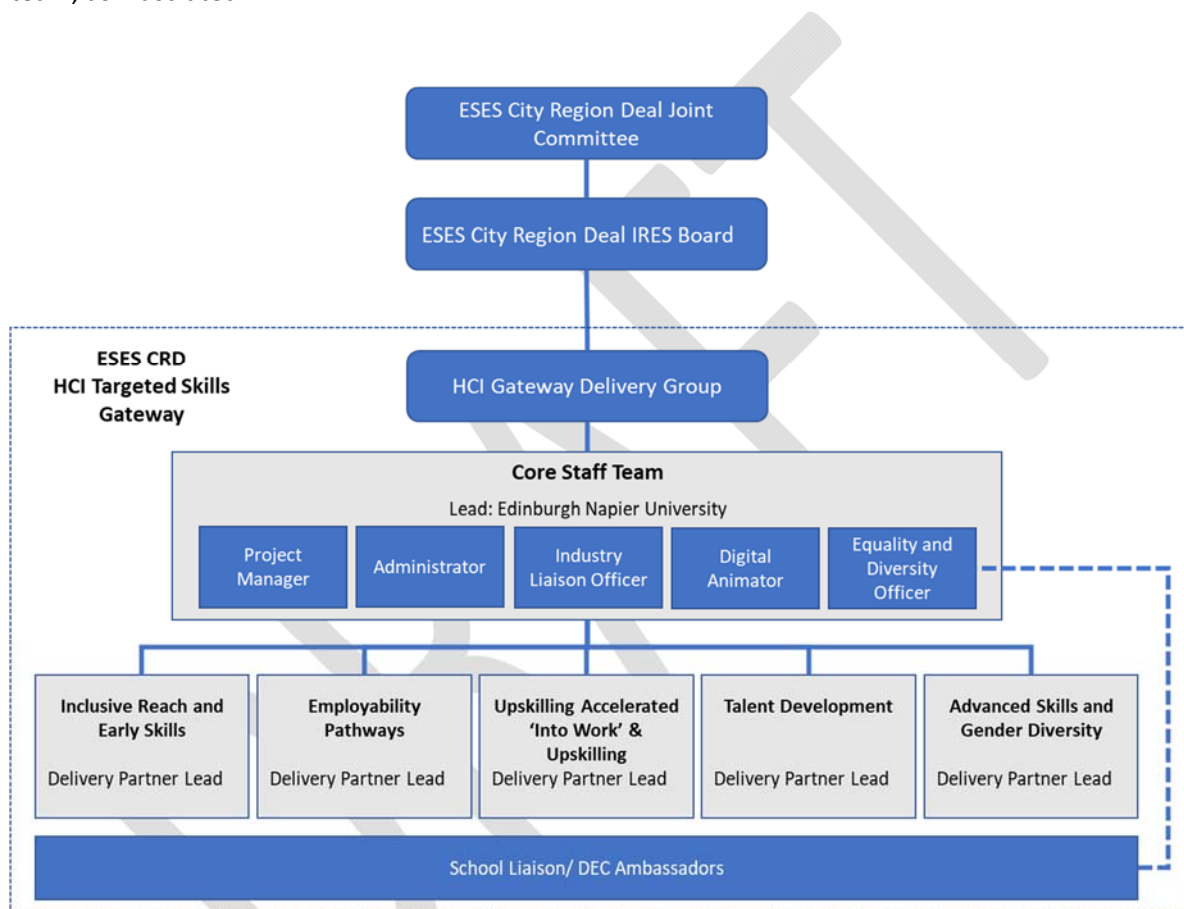 ESES City Region Deal Joint
Committee
ESES City Region Deal IRES Board
ESES CRD
HCI Targeted Skills
Gateway
HCI Gateway Delivery Group
Core Staff Team
Lead: Edinburgh Napier University
Project
Manager
Administrator
Industry
Liaison Officer
Digital
Animator
Equality and
Diversity
Officer
Inclusive Reach and
Early Skills
Delivery Partner Lead
Employability
Pathways
Delivery Partner Lead
Upskilling Accelerated
‘Into Work’ &
Upskilling
Delivery Partner Lead
Talent Development
Delivery Partner Lead
Advanced Skills and
Gender Diversity
Delivery Partner Lead
School Liaison/ DEC Ambassadors
DRAFT